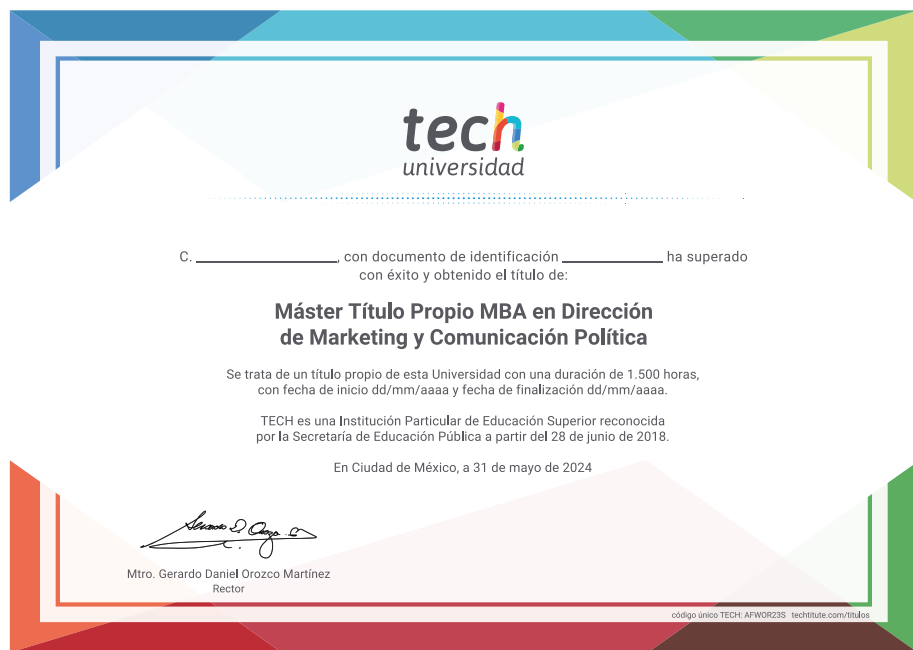 tech
universidad
C. ____________________, con documento de identificación ______________ ha superado
con éxito y obtenido el título de:
Máster Título Propio MBA en Dirección
de Marketing y Comunicación Política
Se trata de un título propio de esta Universidad con una duración de 1.500 horas,
con fecha de inicio dd/mm/aaaa y fecha de finalización dd/mm/aaaa.
TECH es una Institución Particular de Educación Superior reconocida
por la Secretaría de Educación Pública a partir del 28 de junio de 2018.
En Ciudad de México, a 31 de mayo de 2024
Mtro. Gerardo Daniel Orozco Martínez
Rector
código único TECH: AFWOR23S techtitute.com/titulos